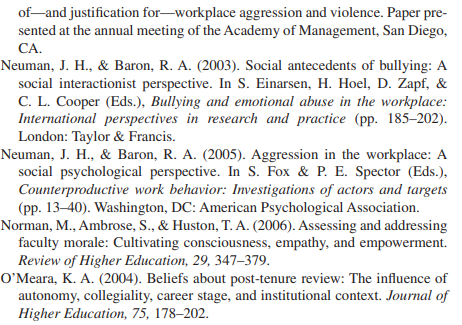 of—and justification for—workplace aggression and violence. Paper pre-
sented at the annual meeting of the Academy of Management, San Diego,
CA.
Neuman, J. H., & Baron, R. A. (2003). Social antecedents of bullying: A
social interactionist perspective. In S. Einarsen, H. Hoel, D. Zapf, &
C. L. Cooper (Eds.), Bullying and emotional abuse in the workplace:
International perspectives in research and practice (pp. 185–202).
London: Taylor & Francis.
Neuman, J. H., & Baron, R. A. (2005). Aggression in the workplace: A
social psychological perspective. In S. Fox & P. E. Spector (Eds.),
Counterproductive work behavior: Investigations of actors and targets
(pp. 13–40). Washington, DC: American Psychological Association.
Norman, M., Ambrose, S., & Huston, T. A. (2006). Assessing and addressing
faculty morale: Cultivating consciousness, empathy, and empowerment.
Review of Higher Education, 29, 347–379.
O’Meara, K. A. (2004). Beliefs about post-tenure review: The influence of
autonomy, collegiality, career stage, and institutional context. Journal of
Higher Education, 75, 178–202.